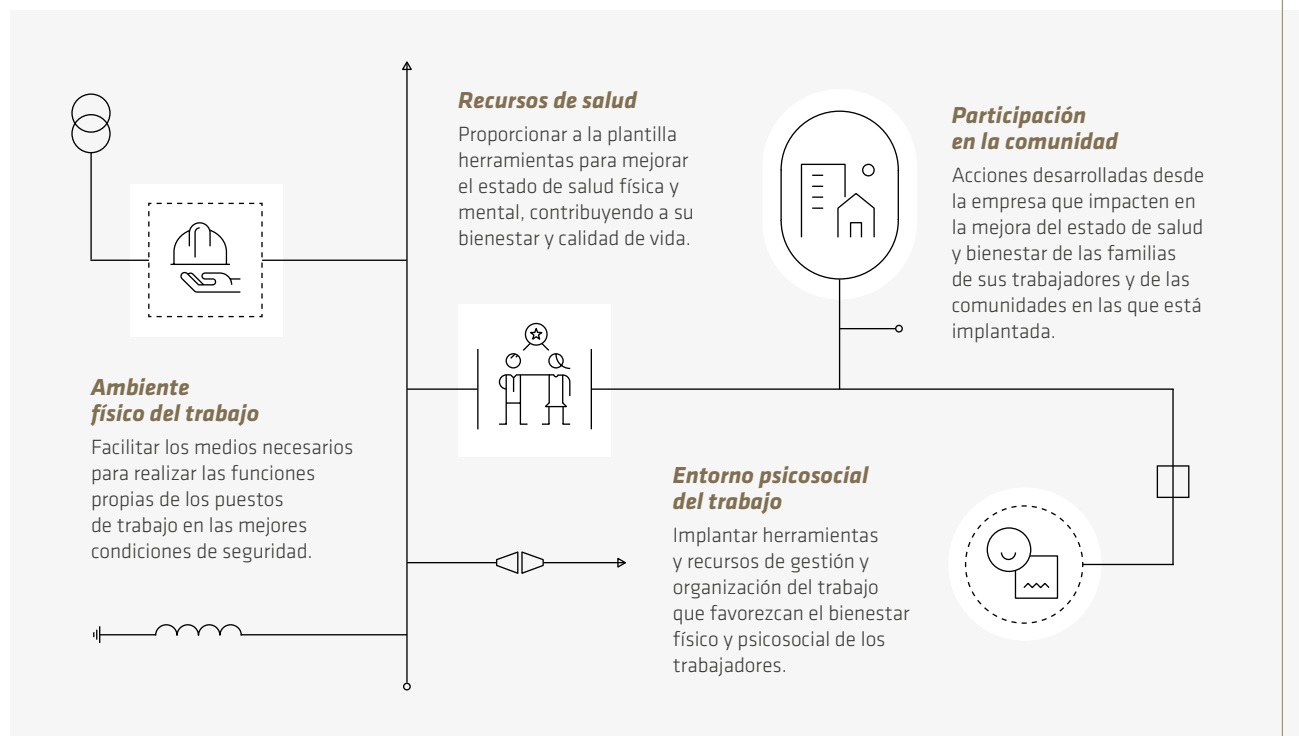 Recursos de salud
Proporcionar a la plantilla
herramientas para mejorar
el estado de salud física y
mental, contribuyendo a su
bienestar y calidad de vida.
Participación
en la comunidad
Acciones desarrolladas desde
la empresa que impacten en
la mejora del estado de salud
y bienestar de las familias
de sus trabajadores y de las
comunidades en las que está
implantada.
Ambiente
físico del trabajo
Facilitar los medios necesarios
para realizar las funciones
propias de los puestos
de trabajo en las mejores
condiciones de seguridad.
Entorno psicosocial
del trabajo
Implantar herramientas
y recursos de gestión y
organización del trabajo
que favorezcan el bienestar
físico y psicosocial de los
trabajadores.